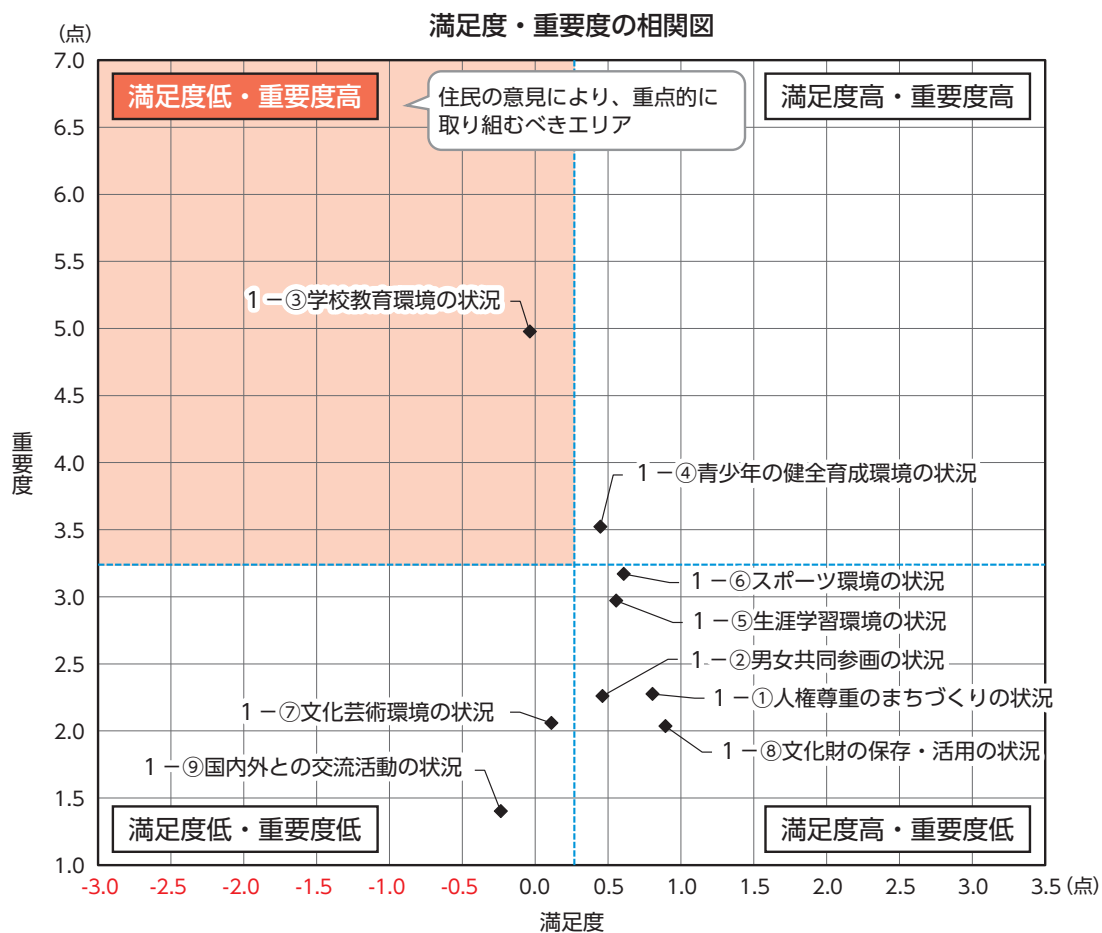 満足度・重要度の相関図
(点)
7.0
6.5
6.0
5.5
5.0
4.5
4.0
3.5
3.0
2.5
2.0
1.5
1.0
重要度
満足度低・重要度高
住民の意見により、重点的に
取り組むべきエリア
満足度高・重要度高
1－③学校教育環境の状況
1－④青少年の健全育成環境の状況
1－⑥スポーツ環境の状況
1－⑤生涯学習環境の状況
1－②男女共同参画の状況
1－①人権尊重のまちづくりの状況
1－⑦文化芸術環境の状況
1－⑧文化財の保存・活用の状況
1－⑨国内外との交流活動の状況
満足度低・重要度低
満足度高・重要度低
-3.0 -2.5 -2.0 -1.5 -1.0 -0.5 0.0 0.5 1.0 1.5 2.0 2.5 3.0 3.5 (点)
満足度